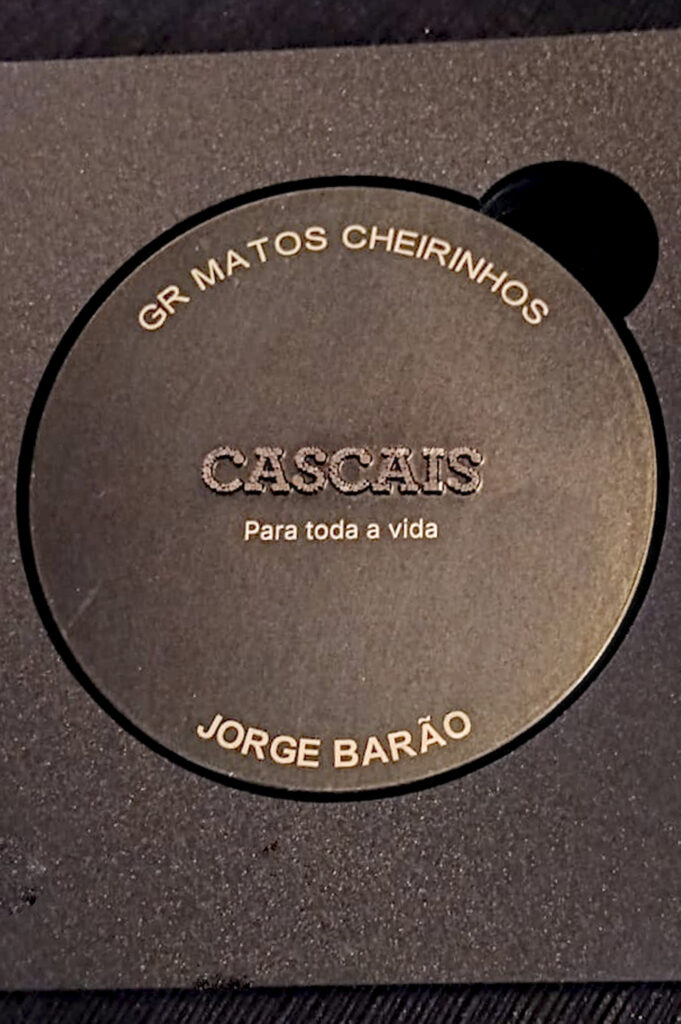 GR MATOS CHEIRINHOS
CASCAIS
Para toda a vida
JORGE BARÃO